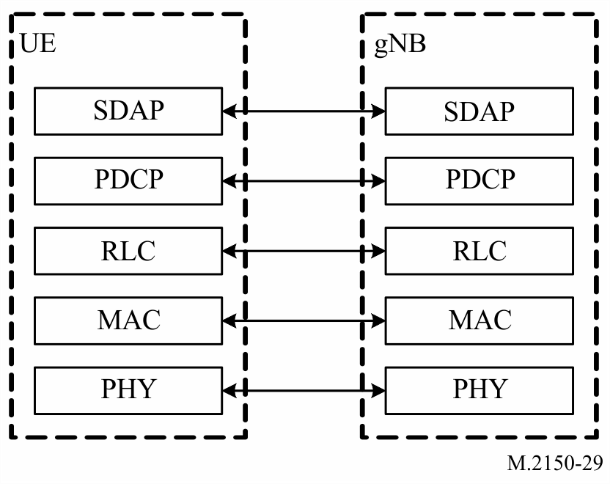 UE
gNB
SDAP
SDAP
PDCP
PDCP
RLC
RLC
MAC
MAC
PHY
PHY
M.2150-29